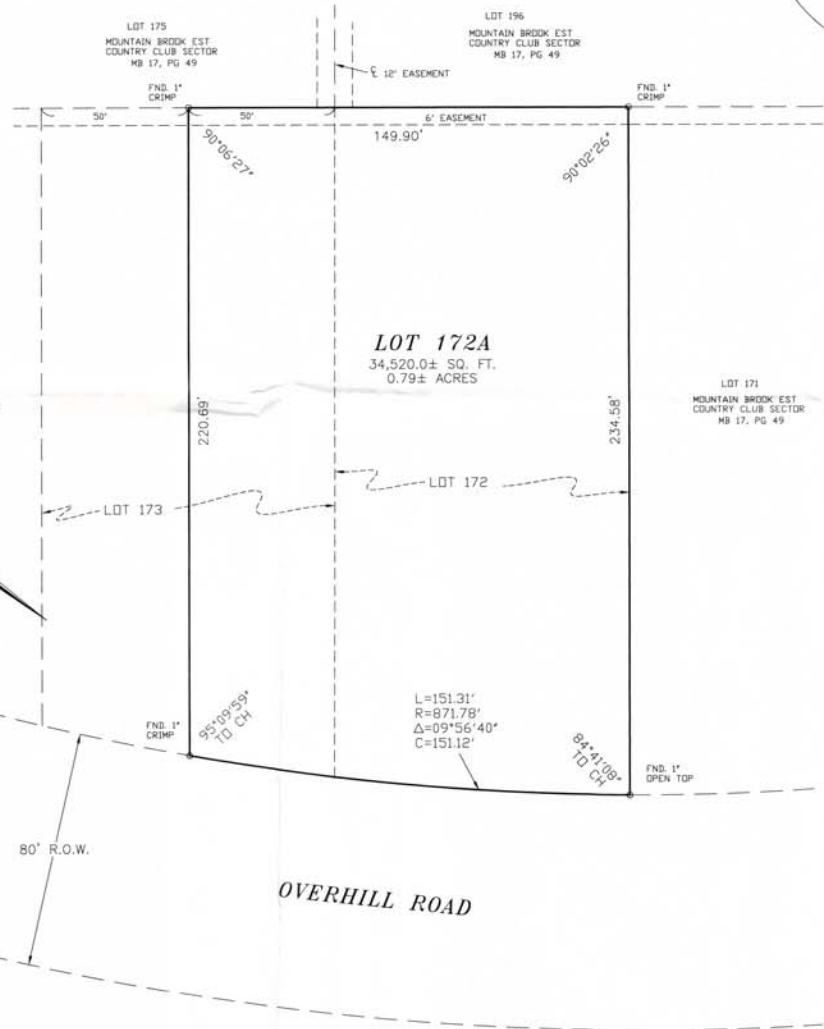 LOT 175
MOUNTAIN BROOK EST
COUNTRY CLUB SECTOR
MB 17, PG 49
LOT 196
MOUNTAIN BROOK EST
COUNTRY CLUB SECTOR
MB 17, PG 49
℄ 12' EASEMENT
FND. 1"
CRIMP
FND. 1"
CRIMP
50'
50'
6' EASEMENT
149.90'
90°06'27"
90°02'26"
LOT 172A
34,520.0± SQ. FT.
0.79± ACRES
LOT 171
MOUNTAIN BROOK EST
COUNTRY CLUB SECTOR
MB 17, PG 49
220.69'
234.58'
LOT 172
LOT 173
L=151.31'
R=871.78'
Δ=09°56'40"
C=151.12'
FND. 1"
CRIMP
95°09'59"
TO CH
84°41'08"
TO CH
FND. 1"
OPEN TOP
80' R.O.W.
OVERHILL ROAD